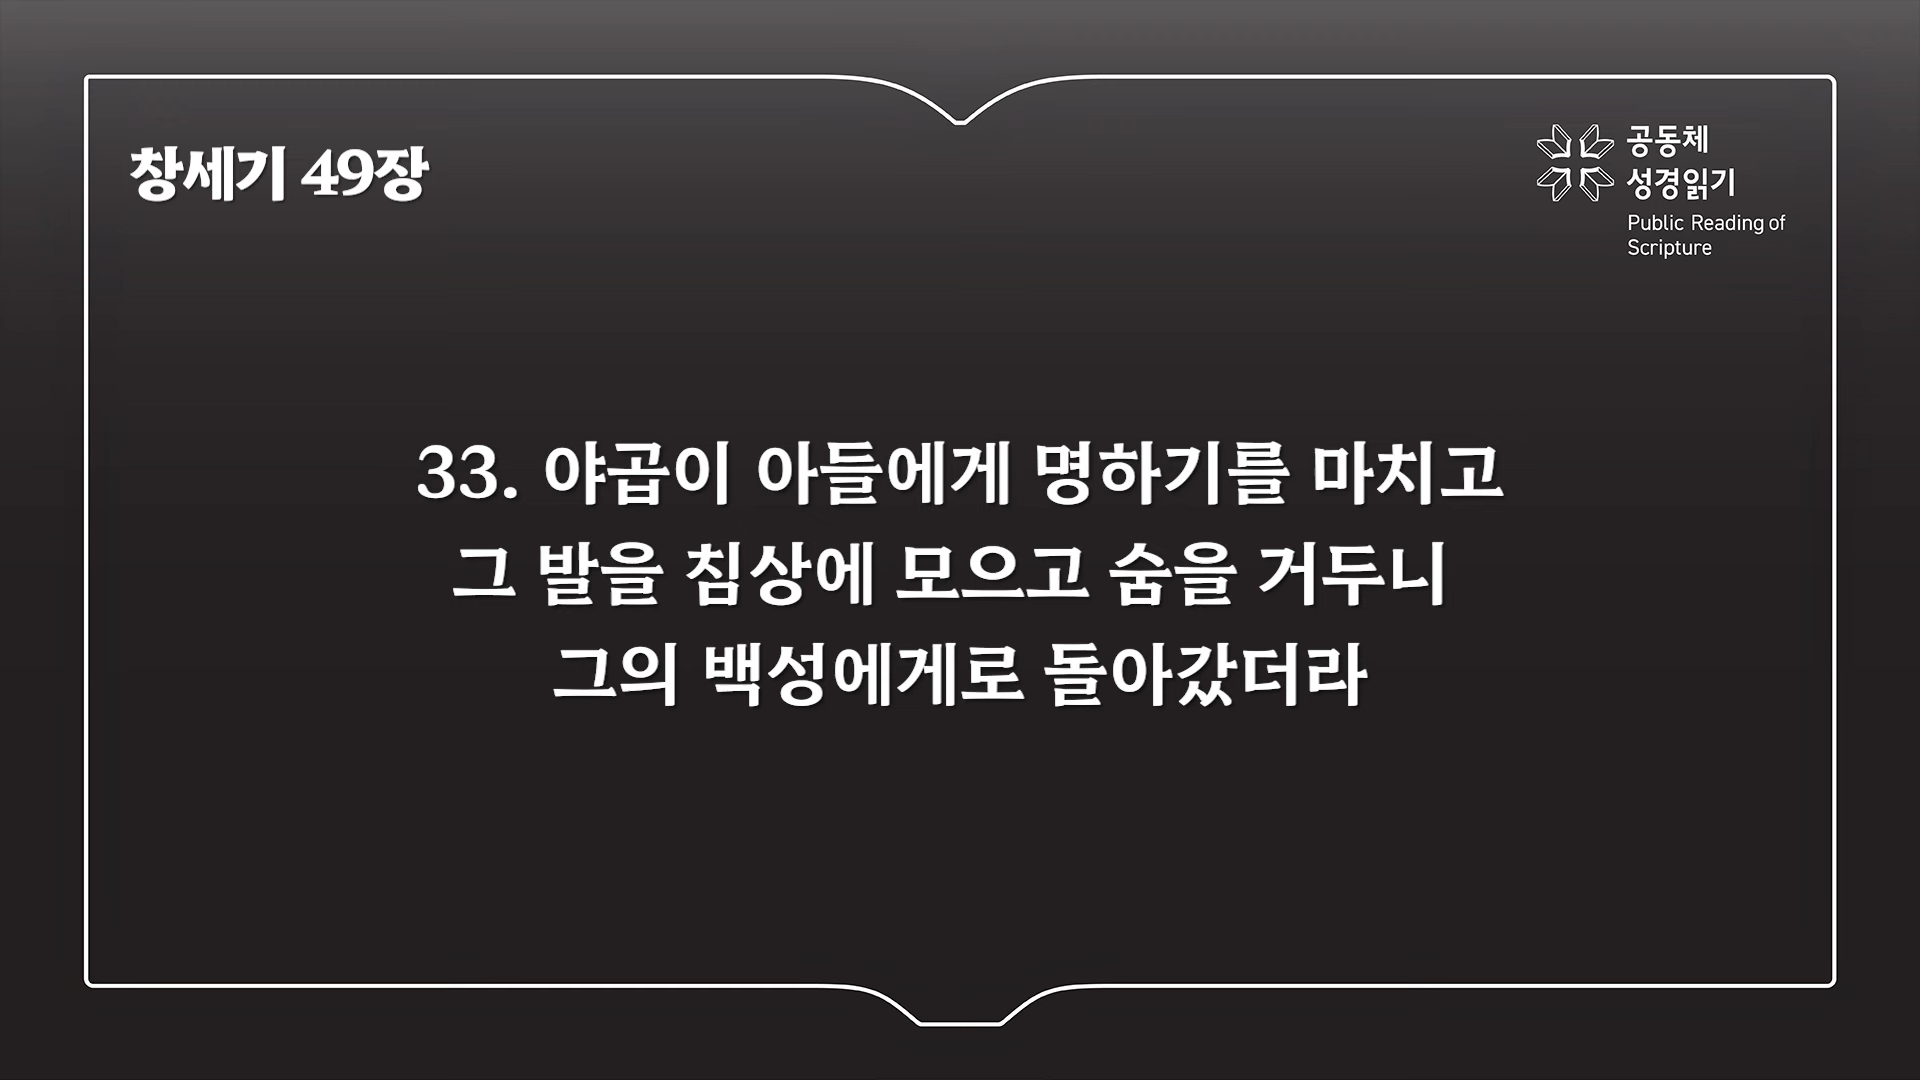 창세기 49장
공동체
성경읽기
Public Reading of
Scripture
33. 야곱이 아들에게 명하기를 마치고
그 발을 침상에 모으고 숨을 거두니
그의 백성에게로 돌아갔더라